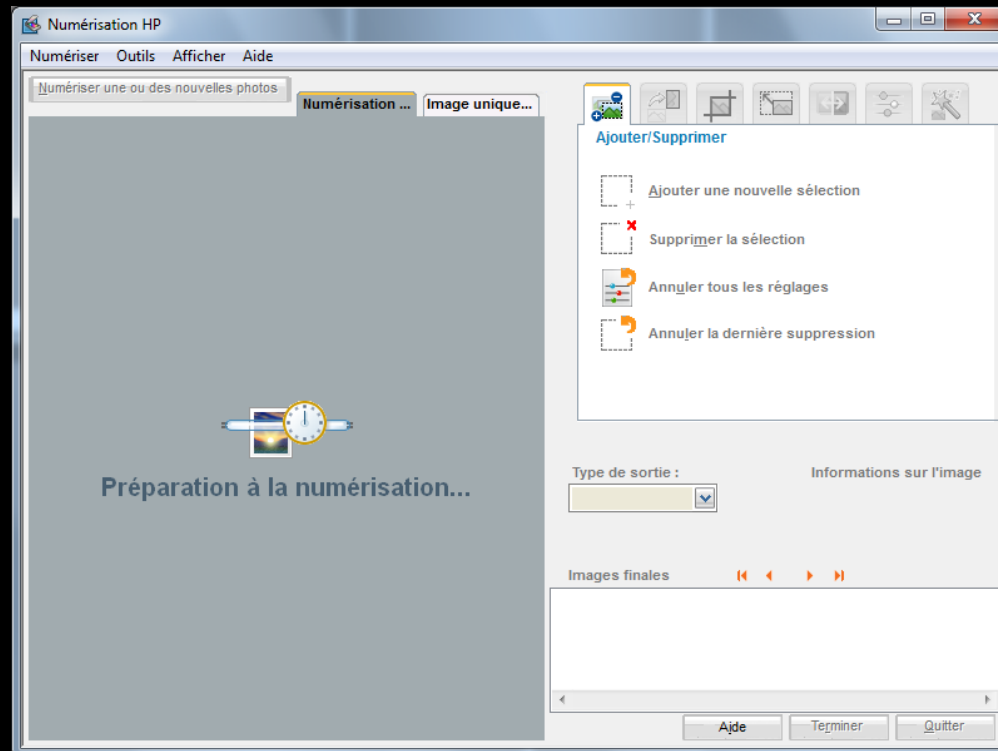 Numérisation HP
Numériser Outils Afficher Aide
Numériser une ou des nouvelles photos
Numérisation ... Image unique...
Préparation à la numérisation...
Ajouter/Supprimer
Ajouter une nouvelle sélection
Supprimer la sélection
Annuler tous les réglages
Annuler la dernière suppression
Type de sortie : Informations sur l'image
Images finales
Aide Terminer Quitter